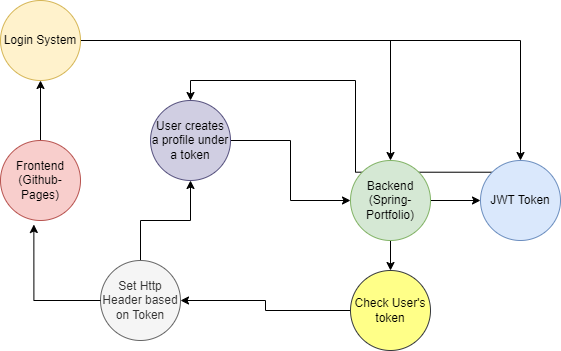 Login System
User creates
a profile under
a token
Frontend
(Github-
Pages)
Backend
(Spring-
Portfolio)
JWT Token
Set Http
Header based
on Token
Check User's
token